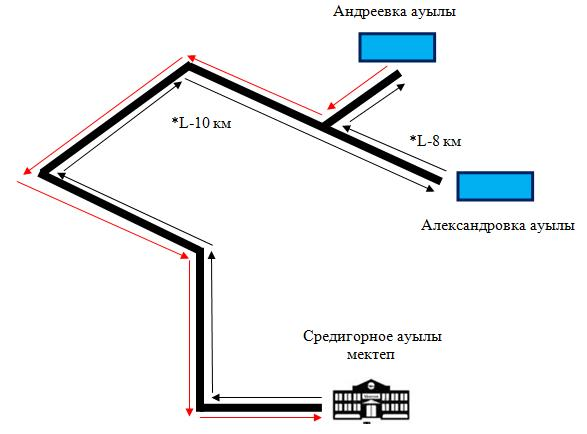 Андреевка ауылы
*L-10 км
*L-8 км
Александровка ауылы
Средигорное ауылы
мектеп